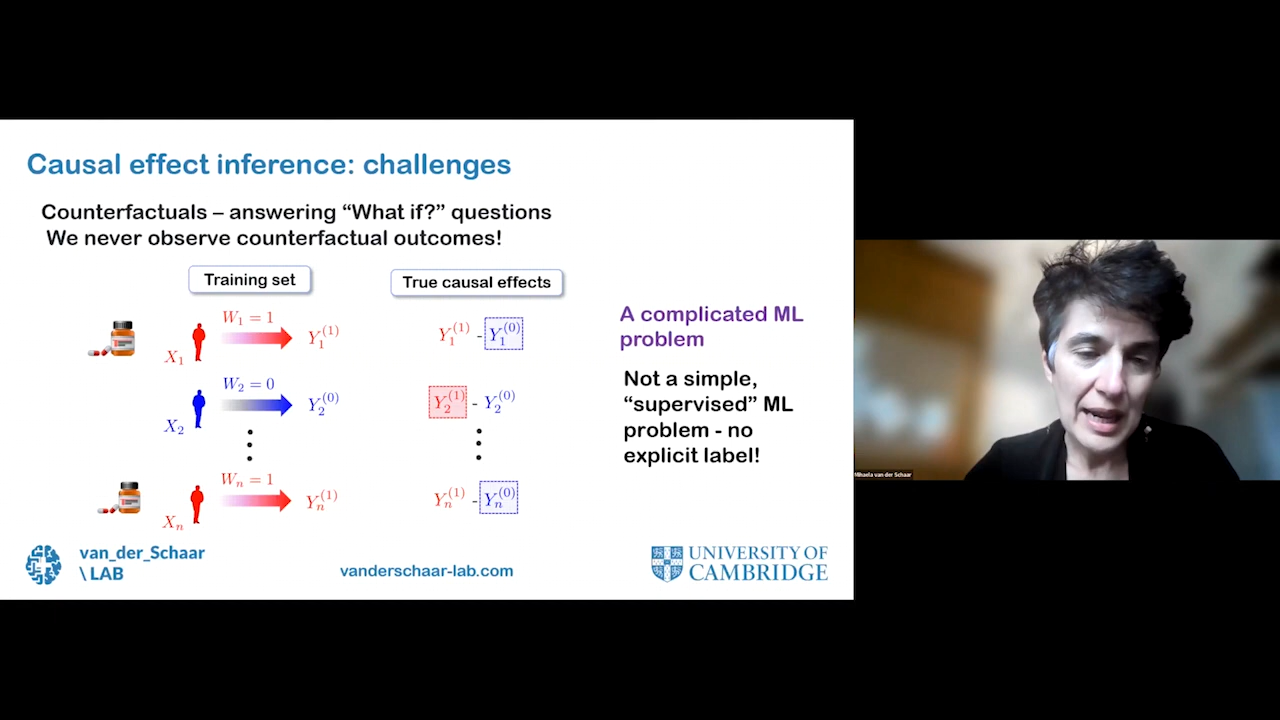 Causal effect inference: challenges
Counterfactuals – answering “What if?” questions
We never observe counterfactual outcomes!
Training set
True causal effects
W₁ = 1
X₁
Y₁⁽¹⁾
Y₁⁽¹⁾ - Y₁⁽⁰⁾
W₂ = 0
X₂
Y₂⁽⁰⁾
Y₂⁽¹⁾ - Y₂⁽⁰⁾
Wₙ = 1
Xₙ
Yₙ⁽¹⁾
Yₙ⁽¹⁾ - Yₙ⁽⁰⁾
A complicated ML
problem
Not a simple,
“supervised” ML
problem - no
explicit label!
van_der_Schaar
\ LAB
vanderschaar-lab.com
UNIVERSITY OF
CAMBRIDGE
Mihaela van der Schaar